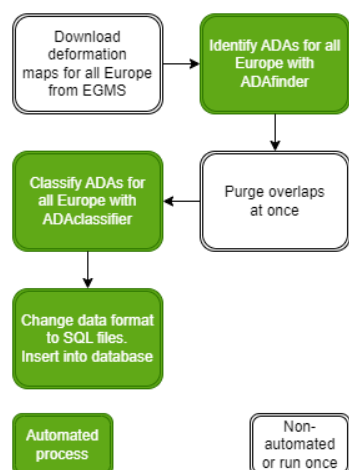 Download
deformation
maps for all Europe
from EGMS
Identify ADAs for all
Europe with
ADAfinder
Classify ADAs for
all Europe with
ADAclassifier
Purge overlaps
at once
Change data format
to SQL files.
Insert into database
Automated
process
Non-
automated
or run once